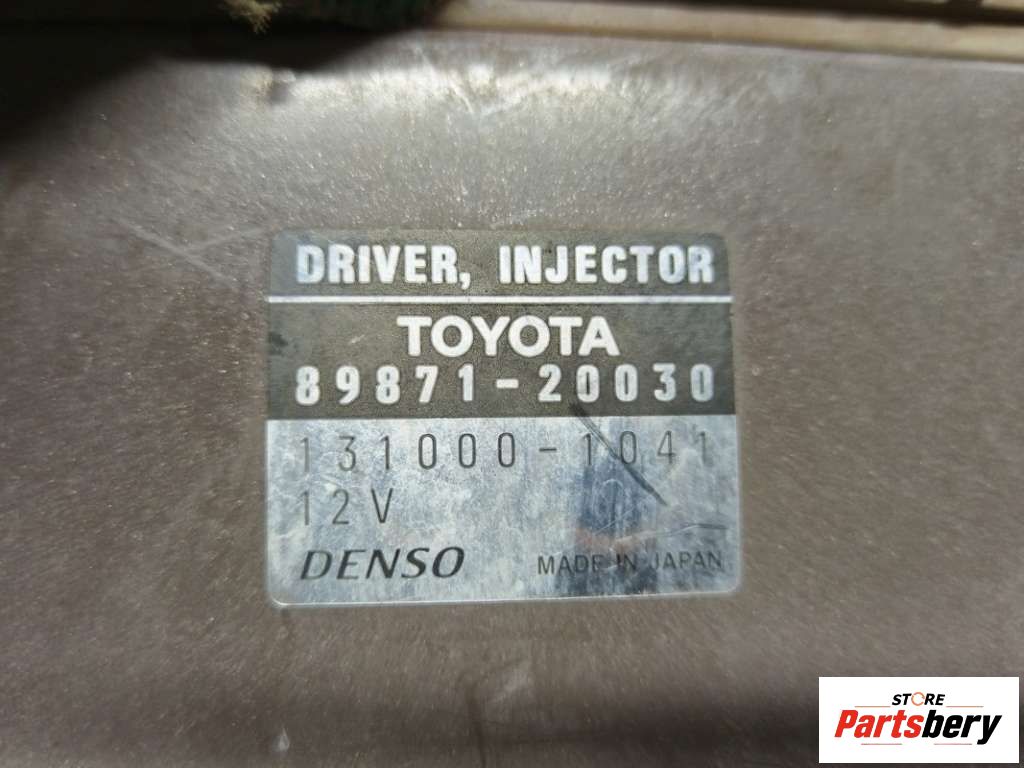 DRIVER, INJECTOR
TOYOTA
89871-20030
131000-1041
12V
DENSO MADE IN JAPAN
STORE
Partsbery